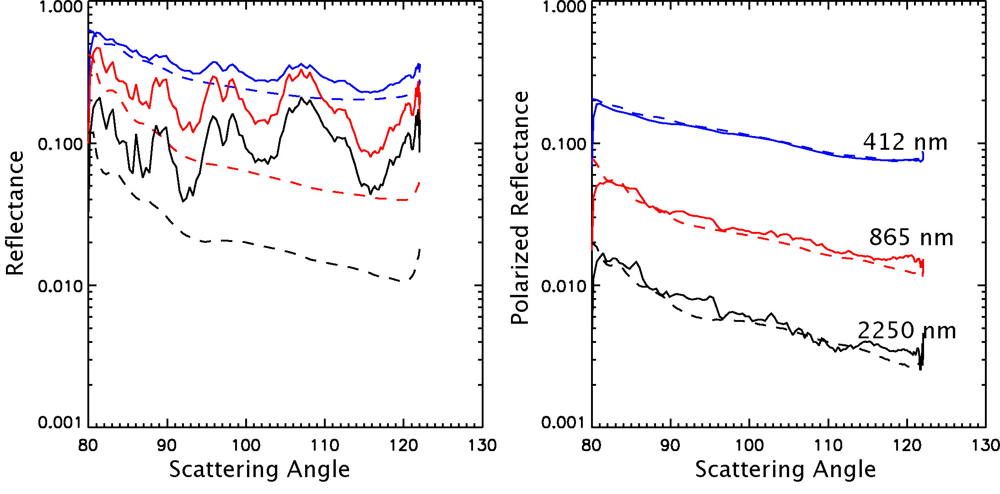 1.000
0.100
0.010
0.001
80 90 100 110 120 130
Scattering Angle
Reflectance
1.000
0.100
0.010
0.001
80 90 100 110 120 130
Scattering Angle
Polarized Reflectance
412 nm
865 nm
2250 nm